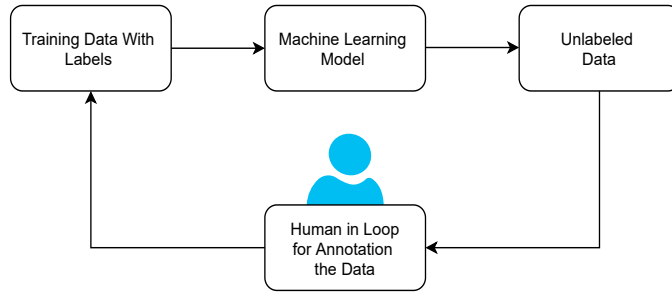 Training Data With
Labels
Machine Learning
Model
Unlabeled
Data
Human in Loop
for Annotation
the Data